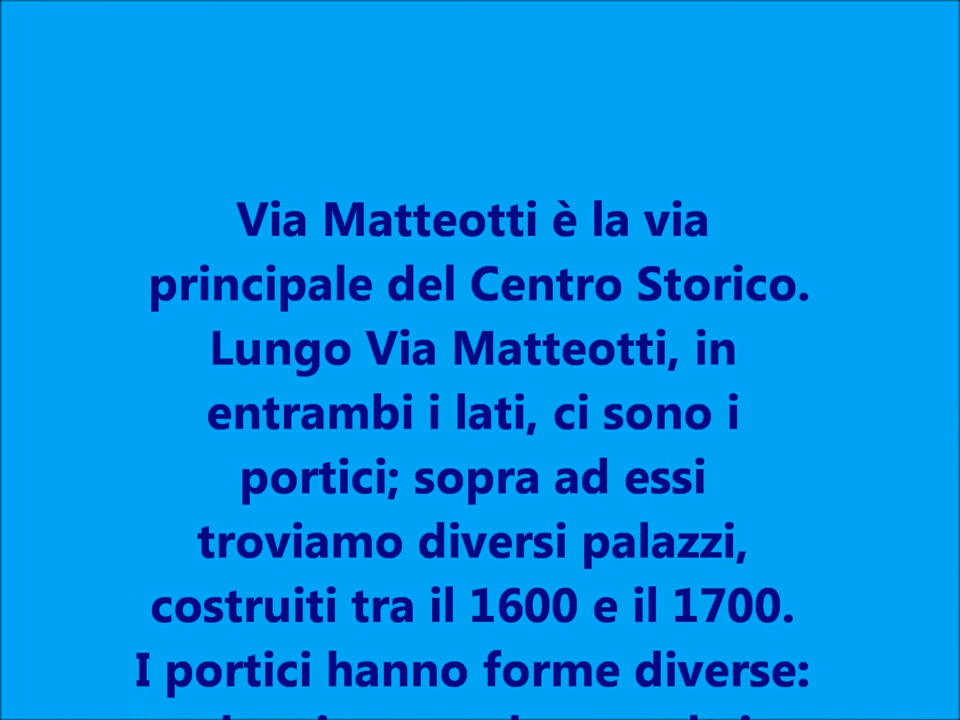 Via Matteotti è la via
principale del Centro Storico.
Lungo Via Matteotti, in
entrambi i lati, ci sono i
portici; sopra ad essi
troviamo diversi palazzi,
costruiti tra il 1600 e il 1700.
I portici hanno forme diverse: